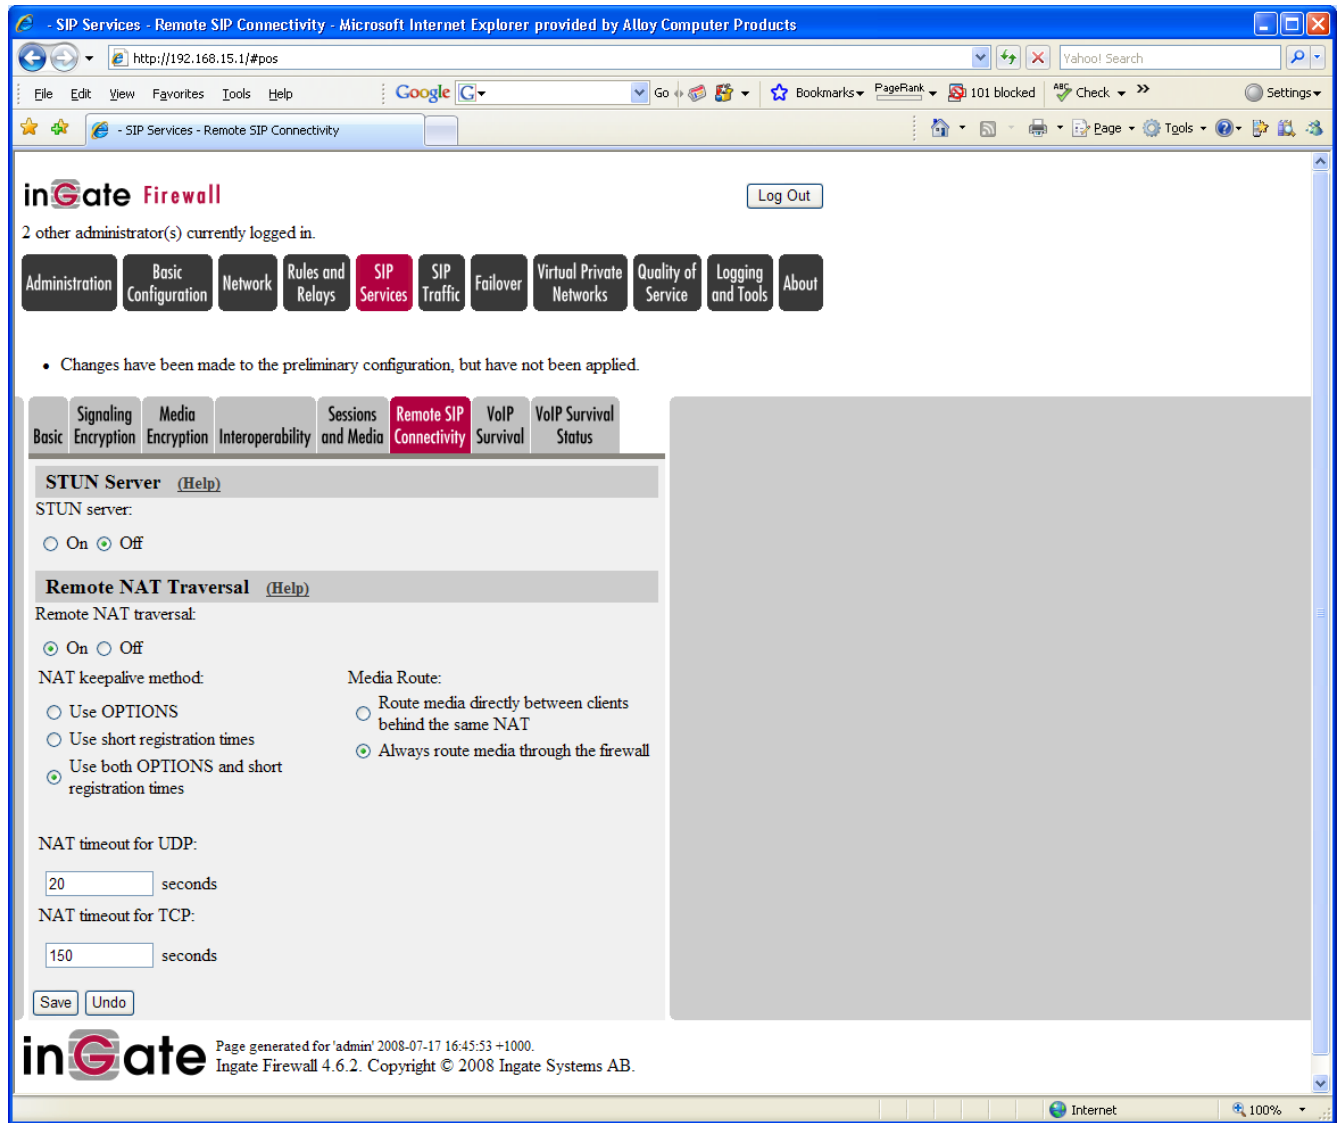 - SIP Services - Remote SIP Connectivity - Microsoft Internet Explorer provided by Alloy Computer Products
http://192.168.15.1/#pos
Yahoo! Search
File Edit View Favorites Tools Help
Google G Go Bookmarks PageRank 101 blocked ABC Check >> Settings
- SIP Services - Remote SIP Connectivity
Page Tools
inGate Firewall
Log Out
2 other administrator(s) currently logged in.
Administration
Basic Configuration
Network
Rules and Relays
SIP Services
SIP Traffic
Failover
Virtual Private Networks
Quality of Service
Logging and Tools
About
• Changes have been made to the preliminary configuration, but have not been applied.
Basic
Signaling Encryption
Media Encryption
Interoperability
Sessions and Media
Remote SIP Connectivity
VoIP Survival
VoIP Survival Status
STUN Server (Help)
STUN server:
On Off
Remote NAT Traversal (Help)
Remote NAT traversal:
On Off
NAT keepalive method:
Use OPTIONS
Use short registration times
Use both OPTIONS and short
registration times
Media Route:
Route media directly between clients
behind the same NAT
Always route media through the firewall
NAT timeout for UDP:
20 seconds
NAT timeout for TCP:
150 seconds
Save Undo
inGate
Page generated for 'admin' 2008-07-17 16:45:53 +1000.
Ingate Firewall 4.6.2. Copyright © 2008 Ingate Systems AB.
Internet 100%